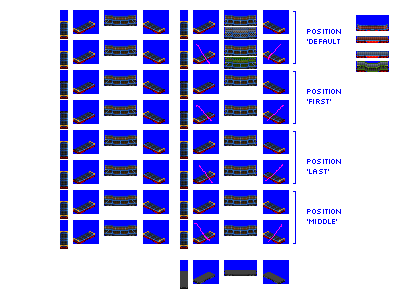 POSITION
'DEFAULT
POSITION
'FIRST'
POSITION
'LAST'
POSITION
'MIDDLE'